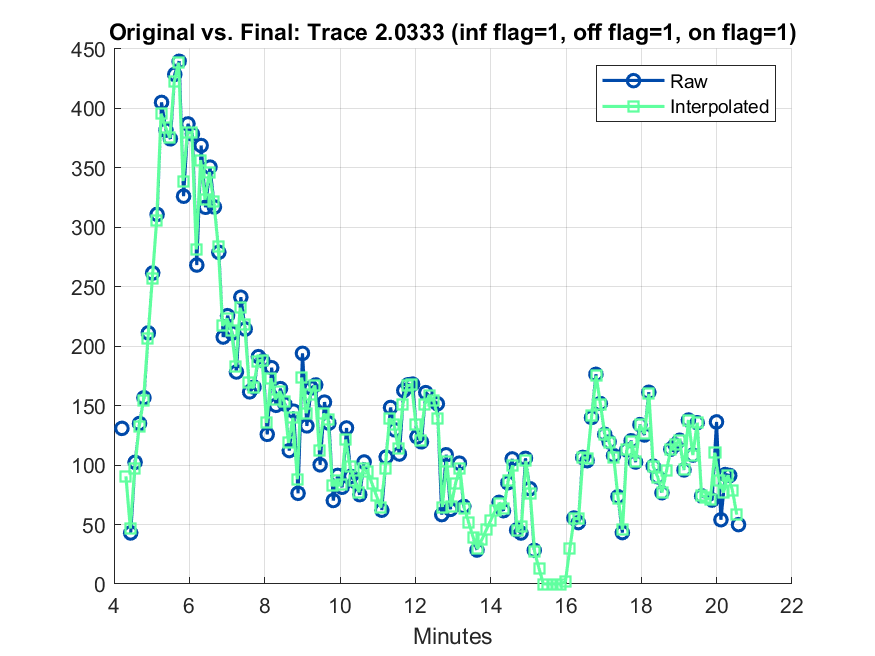 Original vs. Final: Trace 2.0333 (inf flag=1, off flag=1, on flag=1)
450
400
350
300
250
200
150
100
50
0
Raw
Interpolated
4 6 8 10 12 14 16 18 20 22
Minutes